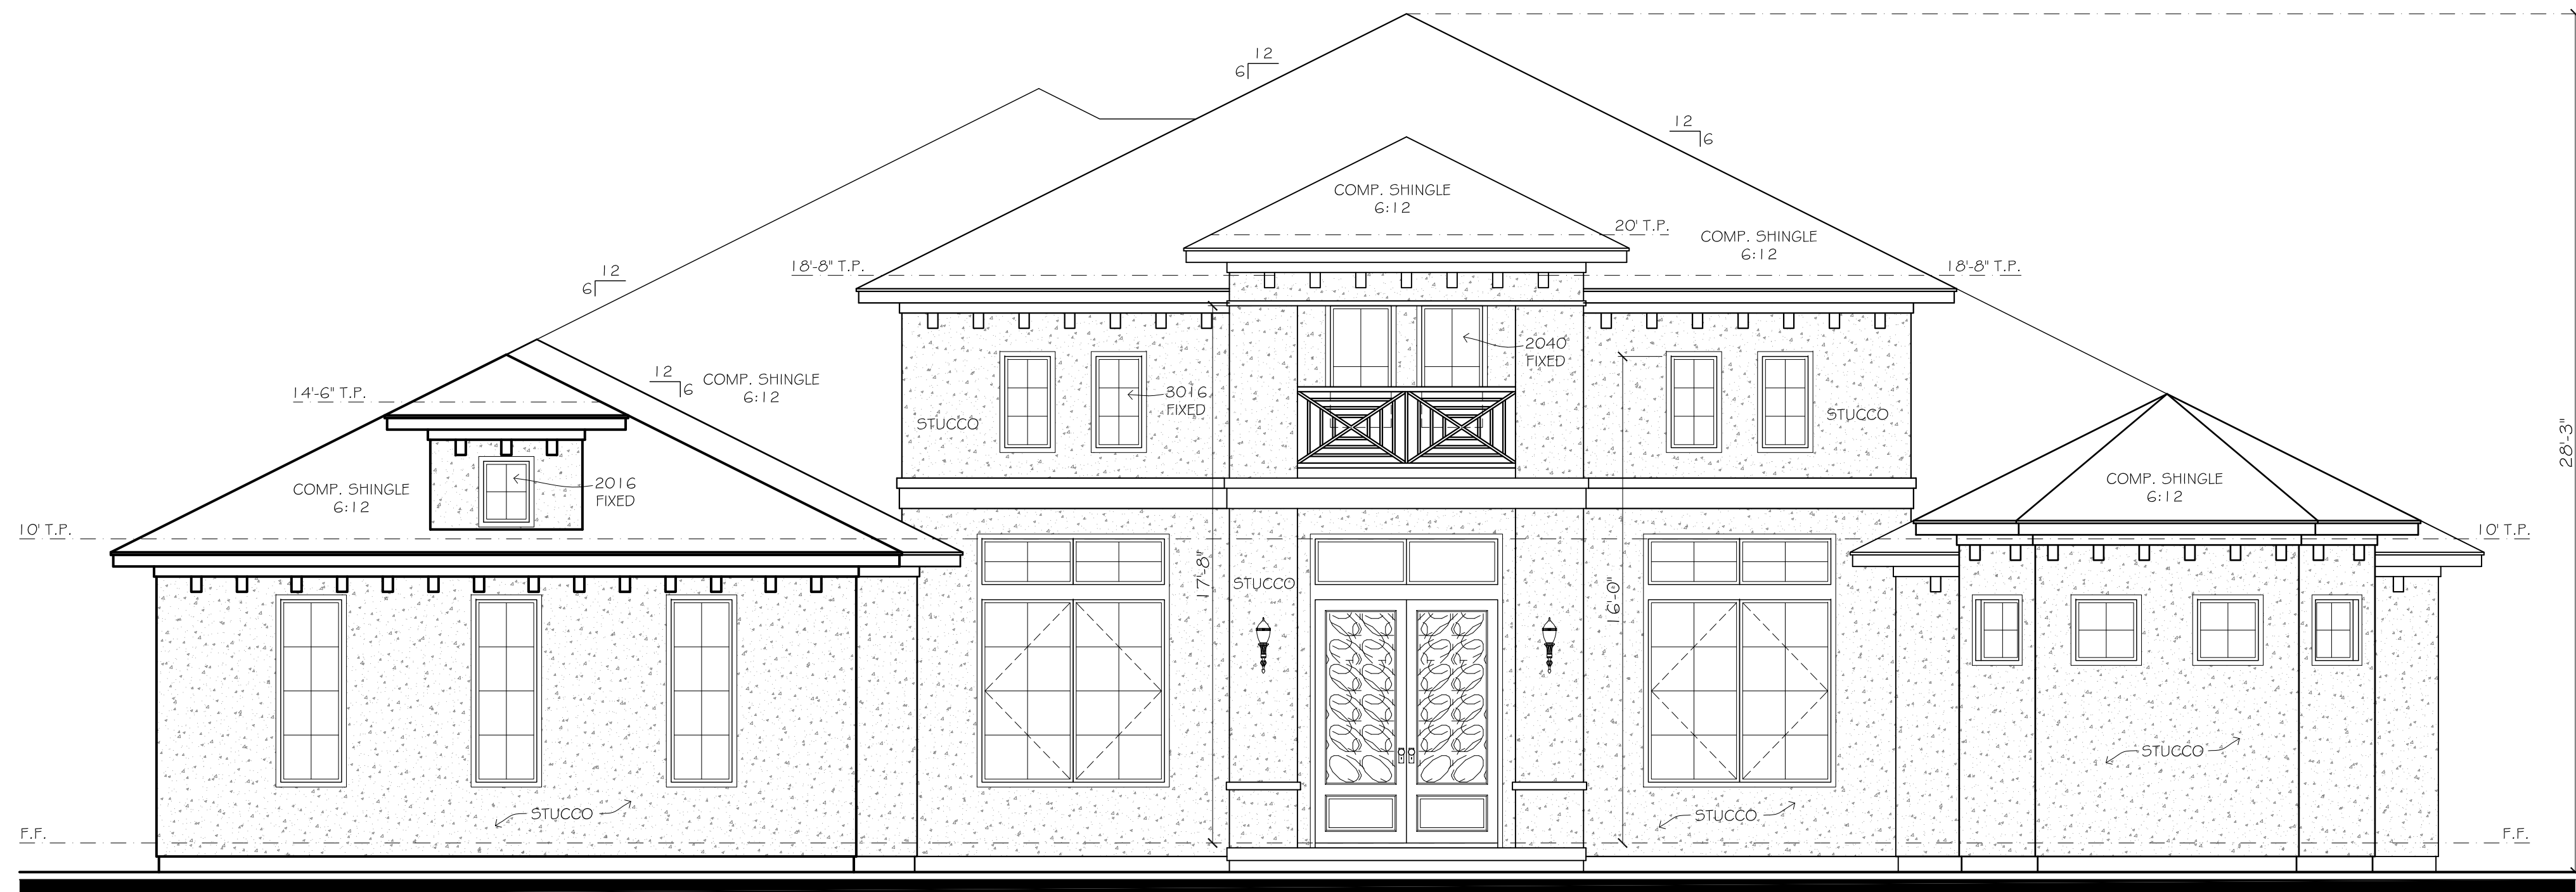 12
6
12
6
COMP. SHINGLE
6:12
20' T.P.
COMP. SHINGLE
6:12
18'-8" T.P.
18'-8" T.P.
12
6
2040
FIXED
12
6
COMP. SHINGLE
6:12
14'-6" T.P.
3016
FIXED
STUCCO
STUCCO
28'-3"
2016
FIXED
COMP. SHINGLE
6:12
COMP. SHINGLE
6:12
10' T.P.
10' T.P.
17'-8"
STUCCO
16'-0"
STUCCO
STUCCO
STUCCO
F.F.
F.F.